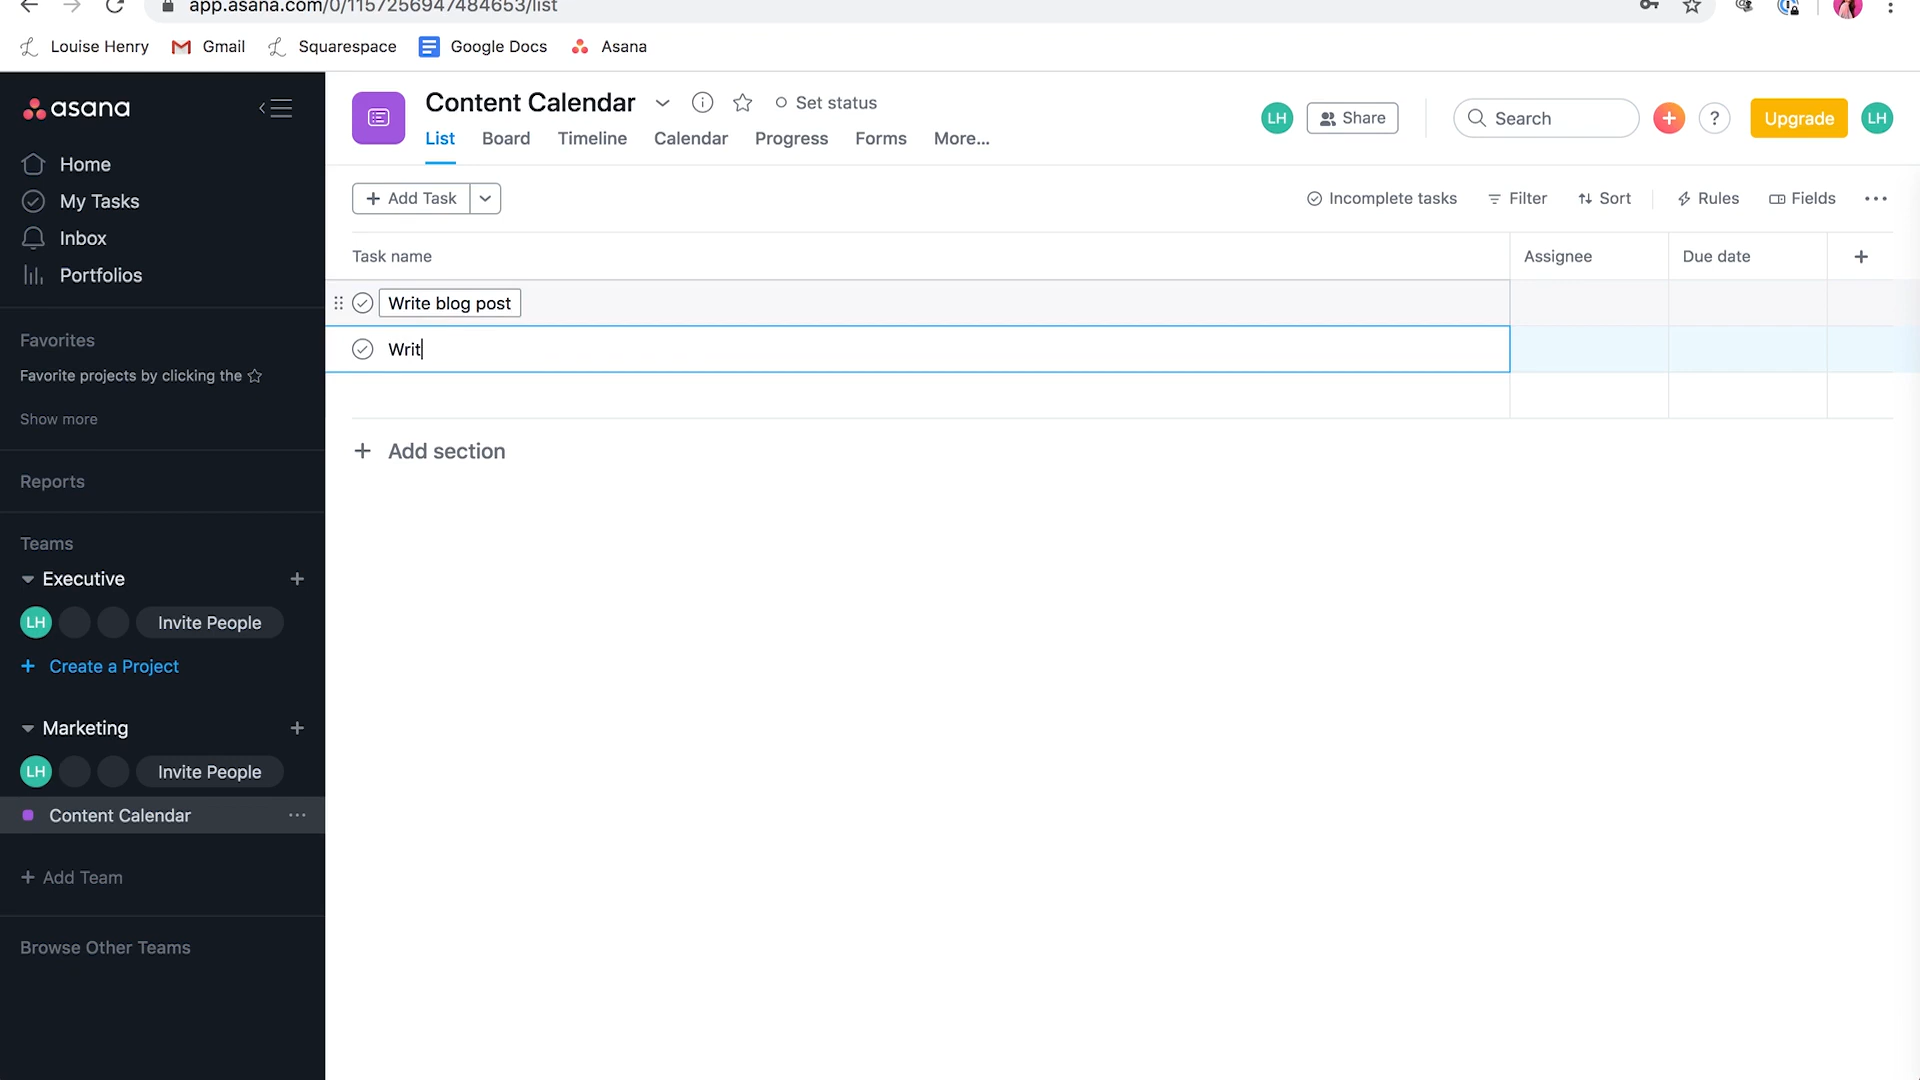 app.asana.com/0/1157256947484653/list
Louise Henry Gmail Squarespace Google Docs Asana
asana
Home
My Tasks
Inbox
Portfolios
Favorites
Favorite projects by clicking the
Show more
Reports
Teams
Executive
LH Invite People
Create a Project
Marketing
LH Invite People
Content Calendar
Add Team
Browse Other Teams
Content Calendar Set status
List Board Timeline Calendar Progress Forms More...
LH Share Search ? Upgrade LH
Add Task Incomplete tasks Filter Sort Rules Fields
Task name Assignee Due date
Write blog post
Writ
Add section